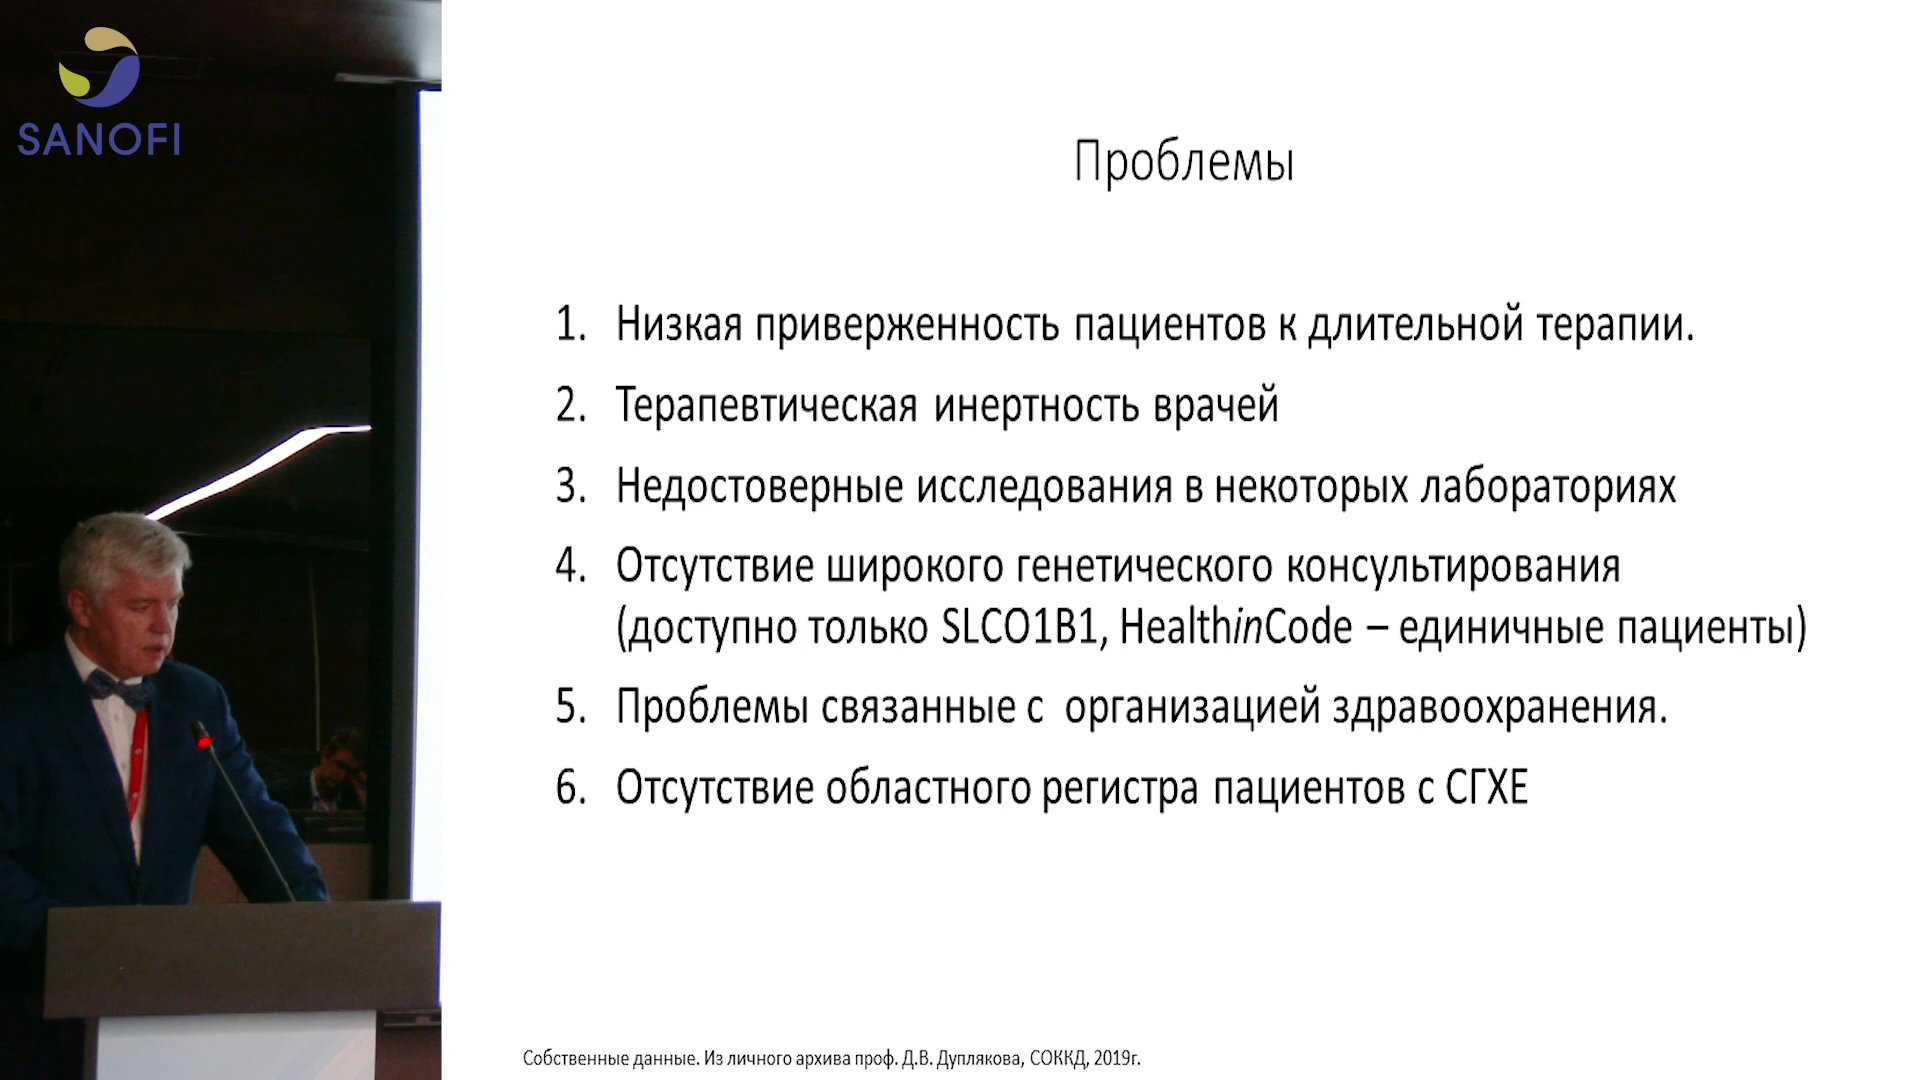 SANOFI
Проблемы
1. Низкая приверженность пациентов к длительной терапии.
2. Терапевтическая инертность врачей
3. Недостоверные исследования в некоторых лабораториях
4. Отсутствие широкого генетического консультирования
(доступно только SLCO1B1, HealthinCode – единичные пациенты)
5. Проблемы связанные с организацией здравоохранения.
6. Отсутствие областного регистра пациентов с СГХЕ
Собственные данные. Из личного архива проф. Д.В. Дуплякова, СОККД, 2019г.